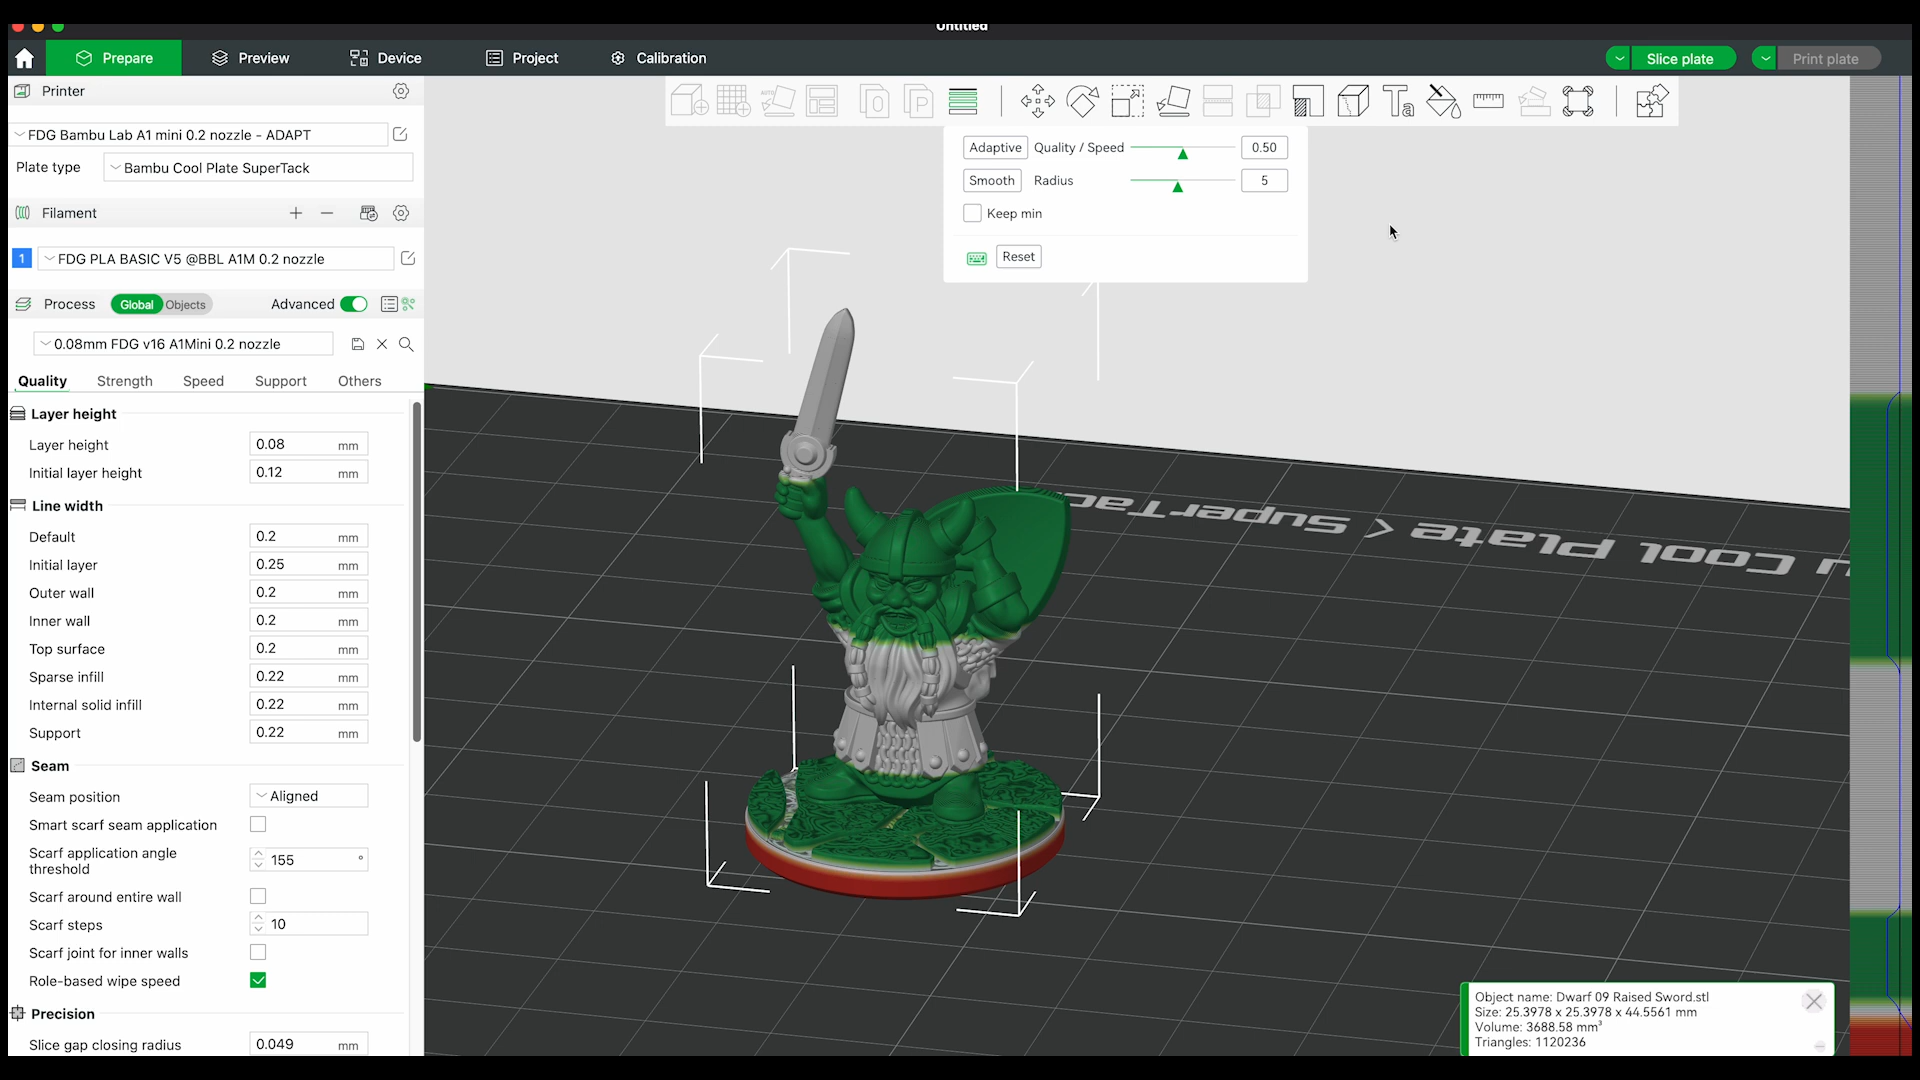 Untitled
Prepare
Preview
Device
Project
Calibration
Slice plate
Print plate
Printer
FDG Bambu Lab A1 mini 0.2 nozzle - ADAPT
Plate type
Bambu Cool Plate SuperTack
Filament
1
FDG PLA BASIC V5 @BBL A1M 0.2 nozzle
Process
Global
Objects
Advanced
0.08mm FDG v16 A1Mini 0.2 nozzle
Quality
Strength
Speed
Support
Others
Layer height
Layer height 0.08 mm
Initial layer height 0.12 mm
Line width
Default 0.2 mm
Initial layer 0.25 mm
Outer wall 0.2 mm
Inner wall 0.2 mm
Top surface 0.2 mm
Sparse infill 0.22 mm
Internal solid infill 0.22 mm
Support 0.22 mm
Seam
Seam position Aligned
Smart scarf seam application
Scarf application angle
threshold
155 °
Scarf around entire wall
Scarf steps 10
Scarf joint for inner walls
Role-based wipe speed
Precision
Slice gap closing radius 0.049 mm
AUTO
Adaptive Quality / Speed 0.50
Smooth Radius 5
Keep min
Reset
u Cool Plate > SuperTac
Object name: Dwarf 09 Raised Sword.stl
Size: 25.3978 x 25.3978 x 44.5561 mm
Volume: 3688.58 mm³
Triangles: 1120236